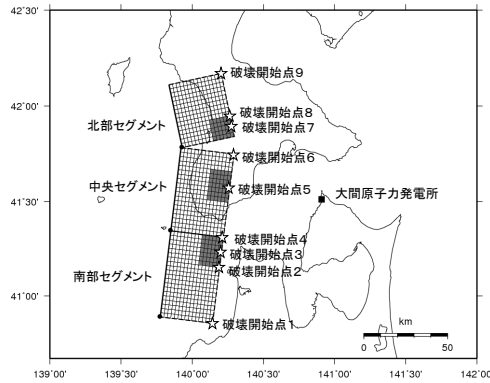 42°30'
42°00'
41°30'
41°00'
139°00'
139°30'
140°00'
140°30'
141°00'
141°30'
142°00'
破壊開始点9
破壊開始点8
破壊開始点7
北部セグメント
破壊開始点6
中央セグメント
破壊開始点5
大間原子力発電所
破壊開始点4
破壊開始点3
破壊開始点2
南部セグメント
破壊開始点1
km
0
50